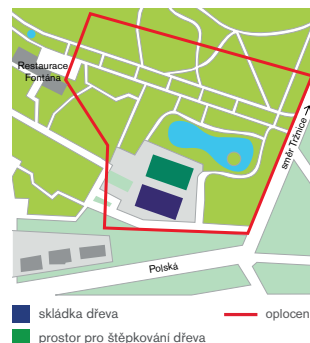 Restaurace
Fontána
směr Tržnice
Polská
skládka dřeva
oplocen
prostor pro štěpkování dřeva